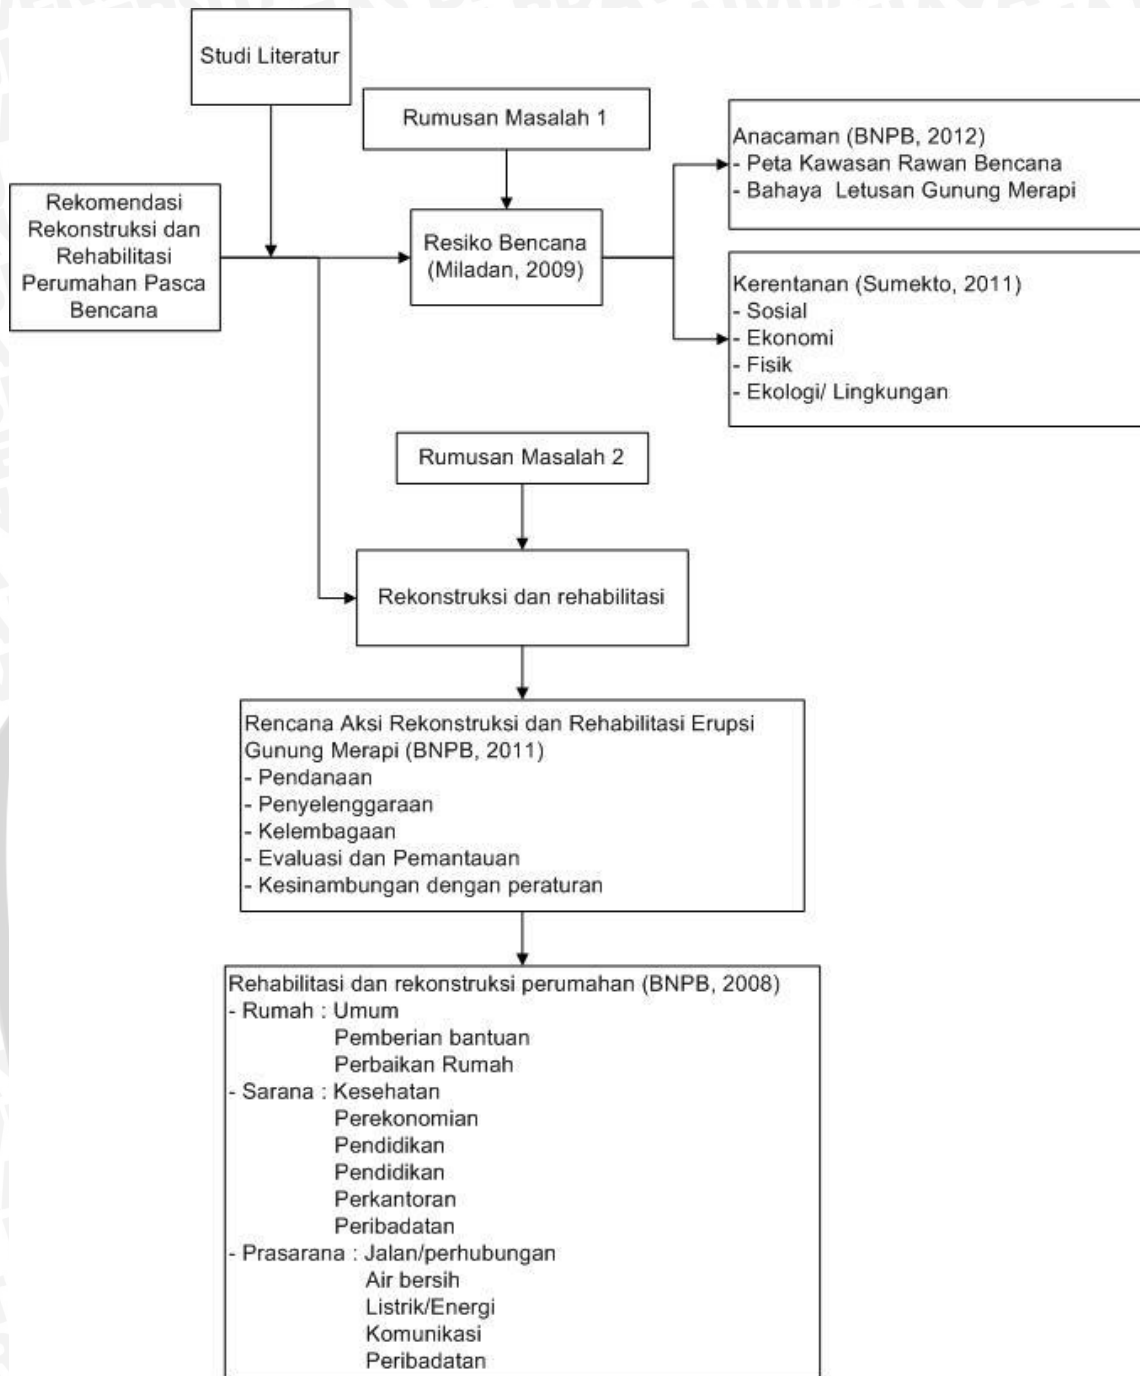 Studi Literatur
Rumusan Masalah 1
Anacaman (BNPB, 2012)
- Peta Kawasan Rawan Bencana
- Bahaya Letusan Gunung Merapi
Rekomendasi
Rekonstruksi dan
Rehabilitasi
Perumahan Pasca
Bencana
Resiko Bencana
(Miladan, 2009)
Kerentanan (Sumekto, 2011)
- Sosial
- Ekonomi
- Fisik
- Ekologi/ Lingkungan
Rumusan Masalah 2
Rekonstruksi dan rehabilitasi
Rencana Aksi Rekonstruksi dan Rehabilitasi Erupsi
Gunung Merapi (BNPB, 2011)
- Pendanaan
- Penyelenggaraan
- Kelembagaan
- Evaluasi dan Pemantauan
- Kesinambungan dengan peraturan
Rehabilitasi dan rekonstruksi perumahan (BNPB, 2008)
- Rumah : Umum
Pemberian bantuan
Perbaikan Rumah
- Sarana : Kesehatan
Perekonomian
Pendidikan
Pendidikan
Perkantoran
Peribadatan
- Prasarana : Jalan/perhubungan
Air bersih
Listrik/Energi
Komunikasi
Peribadatan